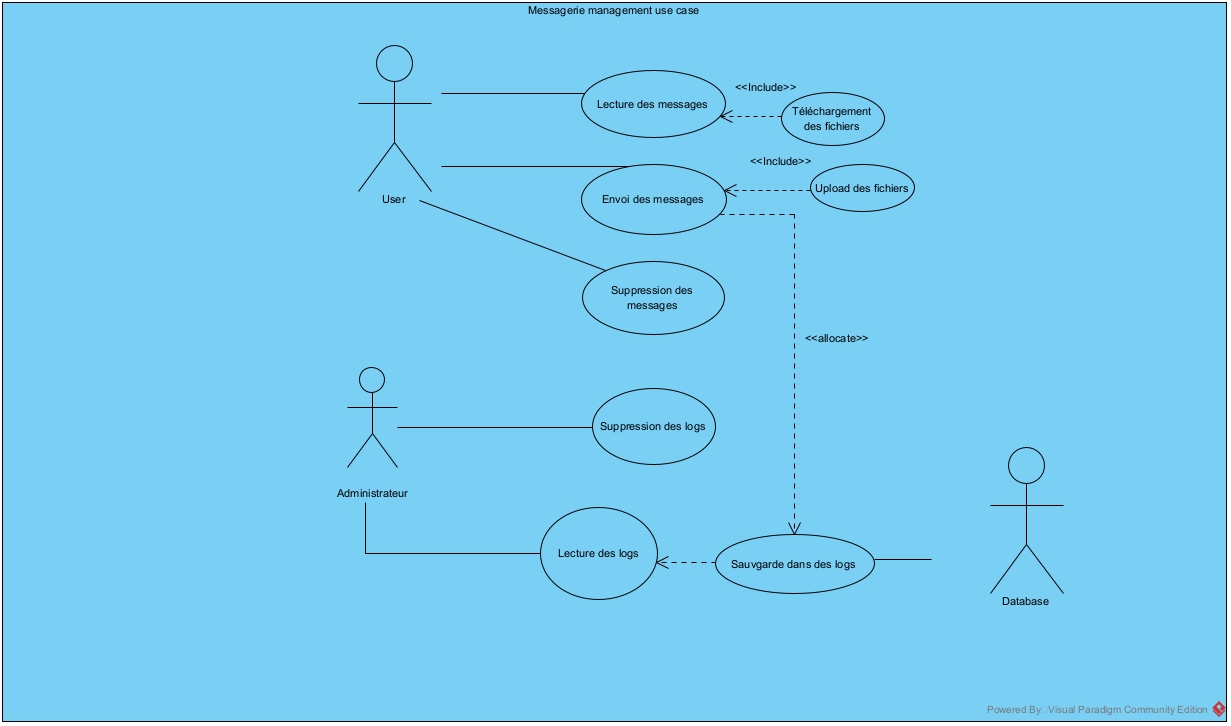 Messagerie management use case
<<Include>>
Lecture des messages
Téléchargement
des fichiers
<<Include>>
Upload des fichiers
Envoi des messages
User
Suppression des
messages
<<allocate>>
Suppression des logs
Administrateur
Lecture des logs
Sauvgarde dans des logs
Database
Powered By Visual Paradigm Community Edition